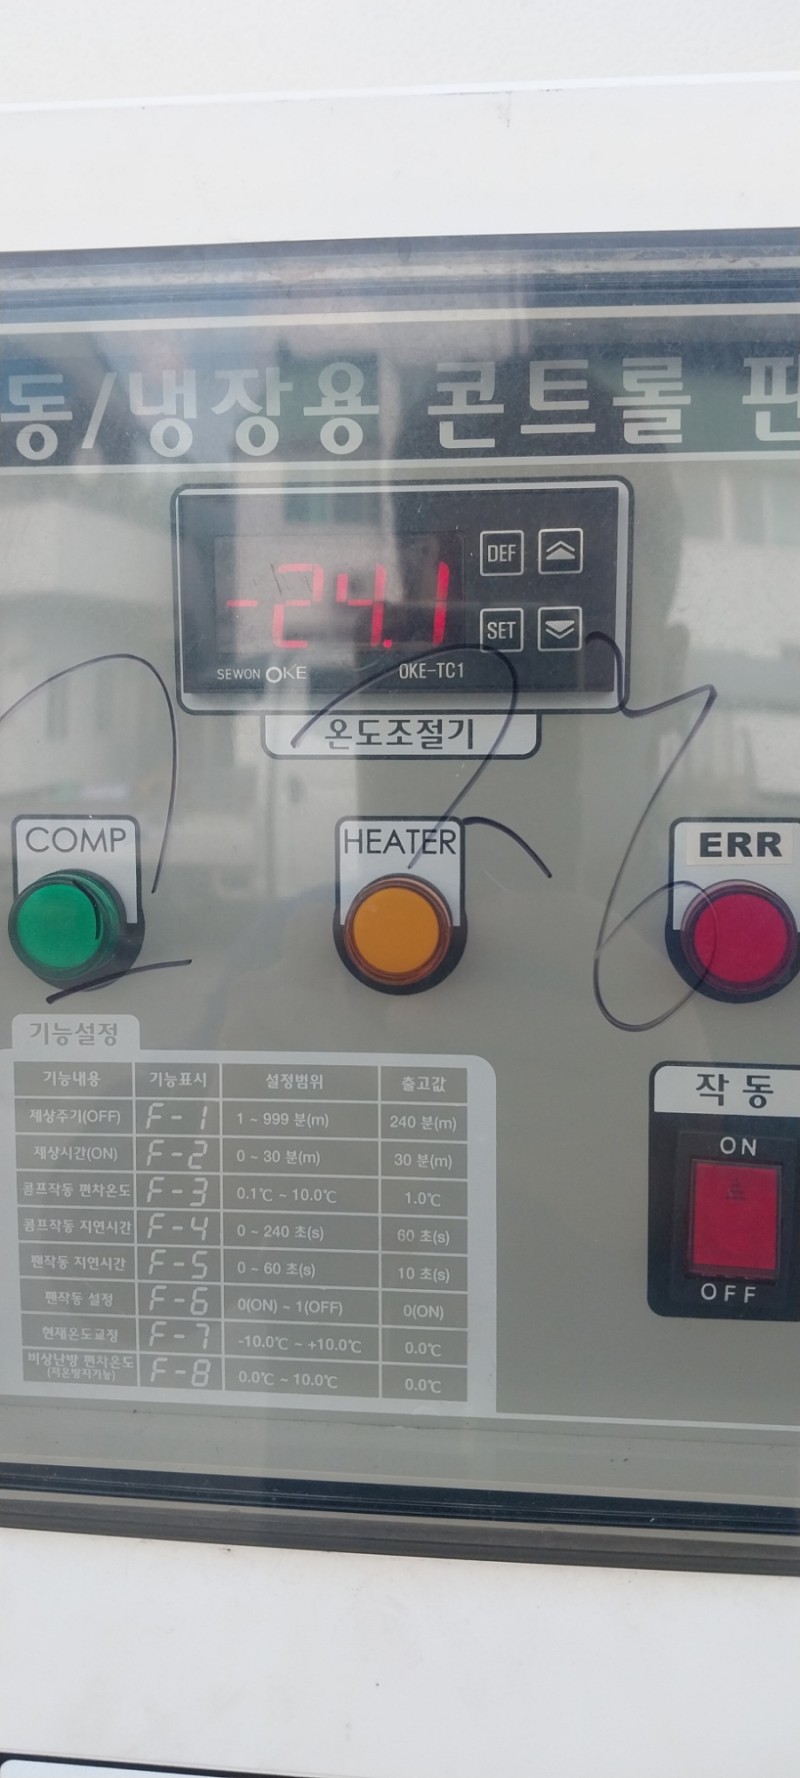 동/냉장용 콘트롤 판
-24.1
DEF
SET
SEWON OKE
OKE-TC1
온도조절기
COMP
HEATER
ERR
기능설정
기능내용 기능표시 설정범위 출고값
제상주기(OFF) F-1 1 ~ 999 분(m) 240 분(m)
제상시간(ON) F-2 0 ~ 30 분(m) 30 분(m)
콤프작동 편차온도 F-3 0.1℃ ~ 10.0℃ 1.0℃
콤프작동 지연시간 F-4 0 ~ 240 초(s) 60 초(s)
팬작동 지연시간 F-5 0 ~ 60 초(s) 10 초(s)
팬작동 설정 F-6 0(ON) ~ 1(OFF) 0(ON)
현재온도교정 F-7 -10.0℃ ~ +10.0℃ 0.0℃
비상난방 편차온도 F-8 0.0℃ ~ 10.0℃ 0.0℃
(저온방지기능)
작동
ON
OFF